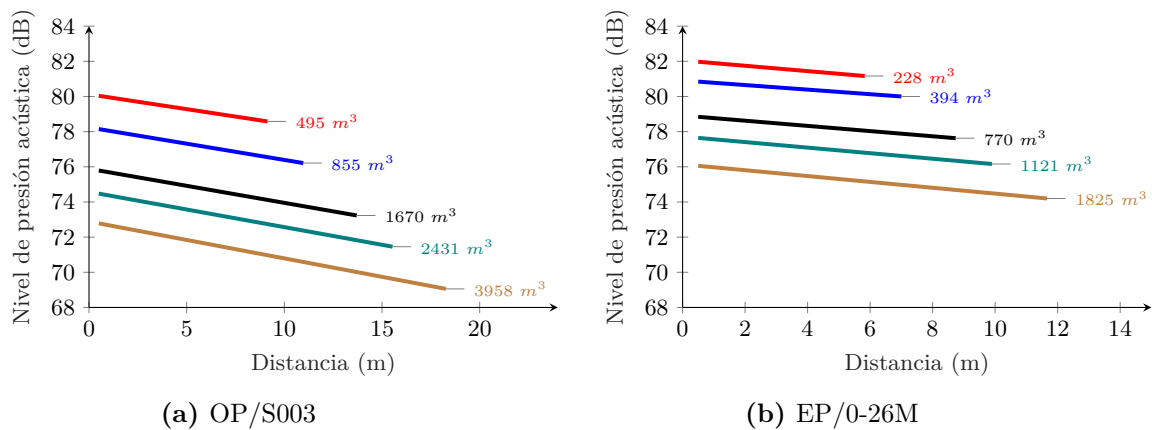 Nivel de presión acústica (dB)
84
82
80
78
76
74
72
70
68
0
5
10
15
20
Distancia (m)
495 m³
855 m³
1670 m³
2431 m³
3958 m³
(a) OP/S003
Nivel de presión acústica (dB)
84
82
80
78
76
74
72
70
68
0
2
4
6
8
10
12
14
Distancia (m)
228 m³
394 m³
770 m³
1121 m³
1825 m³
(b) EP/0-26M